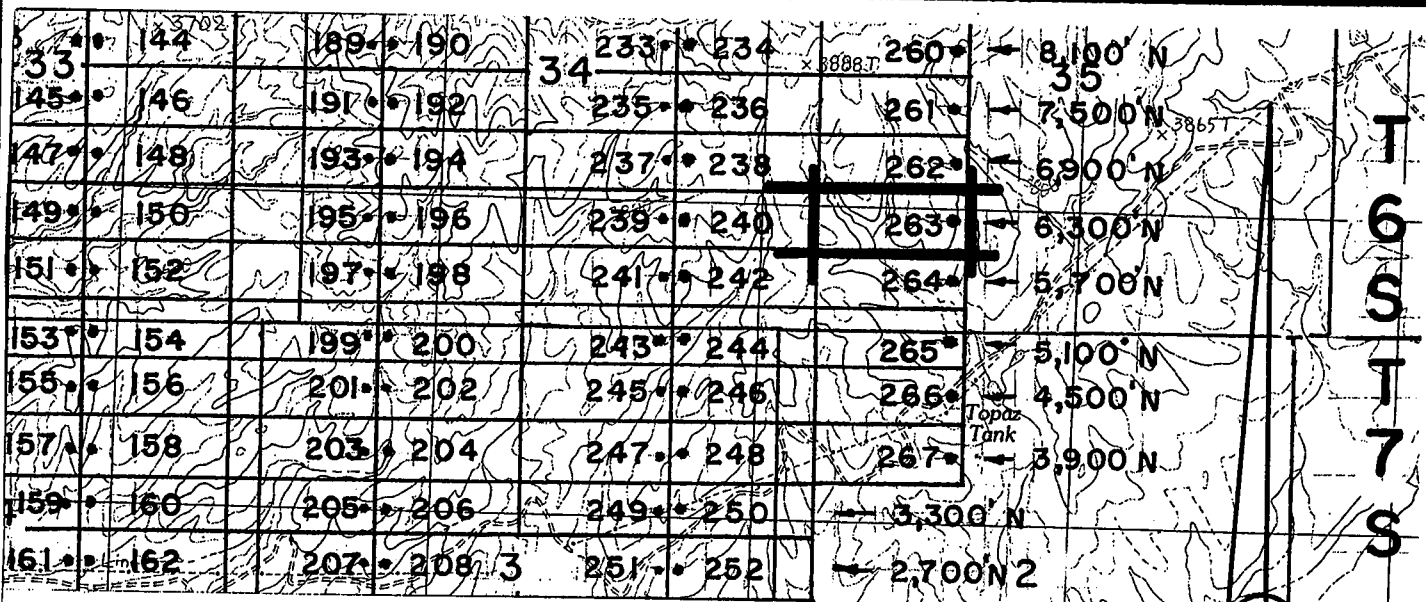 × 3702
144 189 190 233 234 260 8,100' N
33 34 × 3888T 35
145 146 191 192 235 236 261 7,500' N
× 3865T
147 148 193 194 237 238 262 6,900' N
149 150 195 196 239 240 263 6,300' N
151 152 197 198 241 242 264 5,700' N
153 154 199 200 243 244 265 5,100' N
155 156 201 202 245 246 266 4,500' N
Topaz
Tank
157 158 203 204 247 248 267 3,900' N
159 160 205 206 249 250 3,300' N
161 162 207 208 3 251 252 2,700' N 2
T
6
S
T
7
S